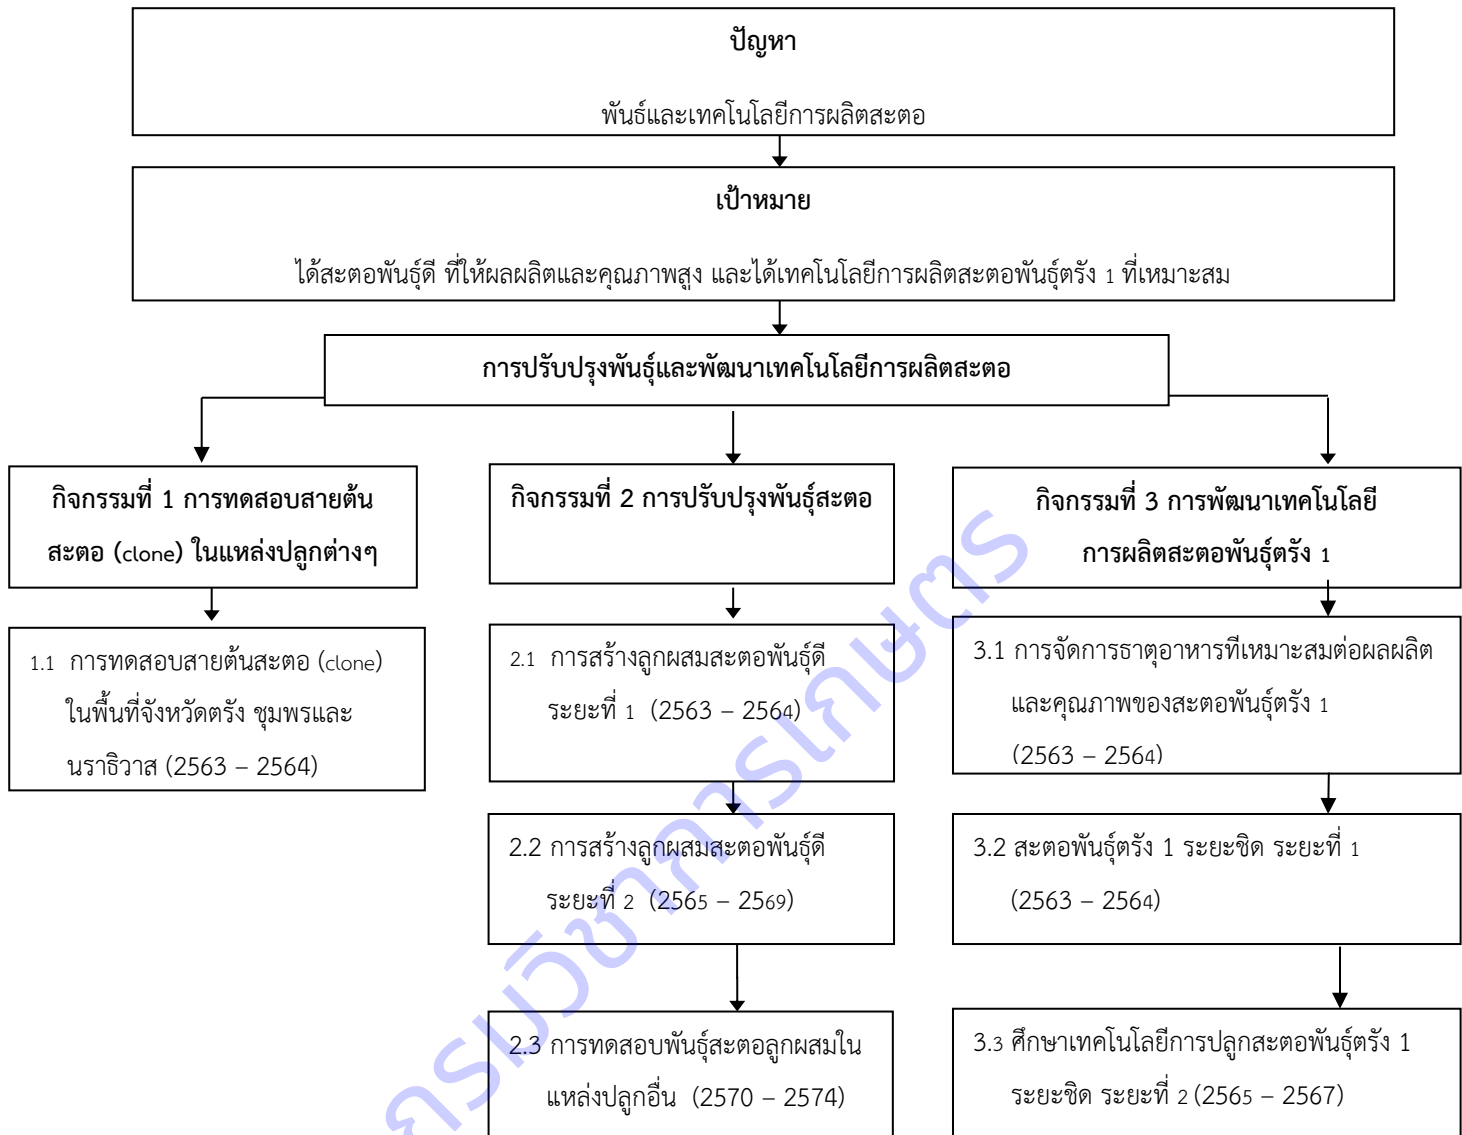 ปัญหา
พันธ์และเทคโนโลยีการผลิตสะตอ
เป้าหมาย
ได้สะตอพันธุ์ดี ที่ให้ผลผลิตและคุณภาพสูง และได้เทคโนโลยีการผลิตสะตอพันธุ์ตรัง 1 ที่เหมาะสม
การปรับปรุงพันธุ์และพัฒนาเทคโนโลยีการผลิตสะตอ
กิจกรรมที่ 1 การทดสอบสายต้น
สะตอ (clone) ในแหล่งปลูกต่างๆ
1.1 การทดสอบสายต้นสะตอ (clone)
ในพื้นที่จังหวัดตรัง ชุมพรและ
นราธิวาส (2563 – 2564)
กิจกรรมที่ 2 การปรับปรุงพันธุ์สะตอ
2.1 การสร้างลูกผสมสะตอพันธุ์ดี
ระยะที่ 1 (2563 – 2564)
2.2 การสร้างลูกผสมสะตอพันธุ์ดี
ระยะที่ 2 (2565 – 2569)
2.3 การทดสอบพันธุ์สะตอลูกผสมใน
แหล่งปลูกอื่น (2570 – 2574)
กิจกรรมที่ 3 การพัฒนาเทคโนโลยี
การผลิตสะตอพันธุ์ตรัง 1
3.1 การจัดการธาตุอาหารทีเหมาะสมต่อผลผลิต
และคุณภาพของสะตอพันธุ์ตรัง 1
(2563 – 2564)
3.2 สะตอพันธุ์ตรัง 1 ระยะชิด ระยะที่ 1
(2563 – 2564)
3.3 ศึกษาเทคโนโลยีการปลูกสะตอพันธุ์ตรัง 1
ระยะชิด ระยะที่ 2 (2565 – 2567)
กรมวิชาการเกษตร